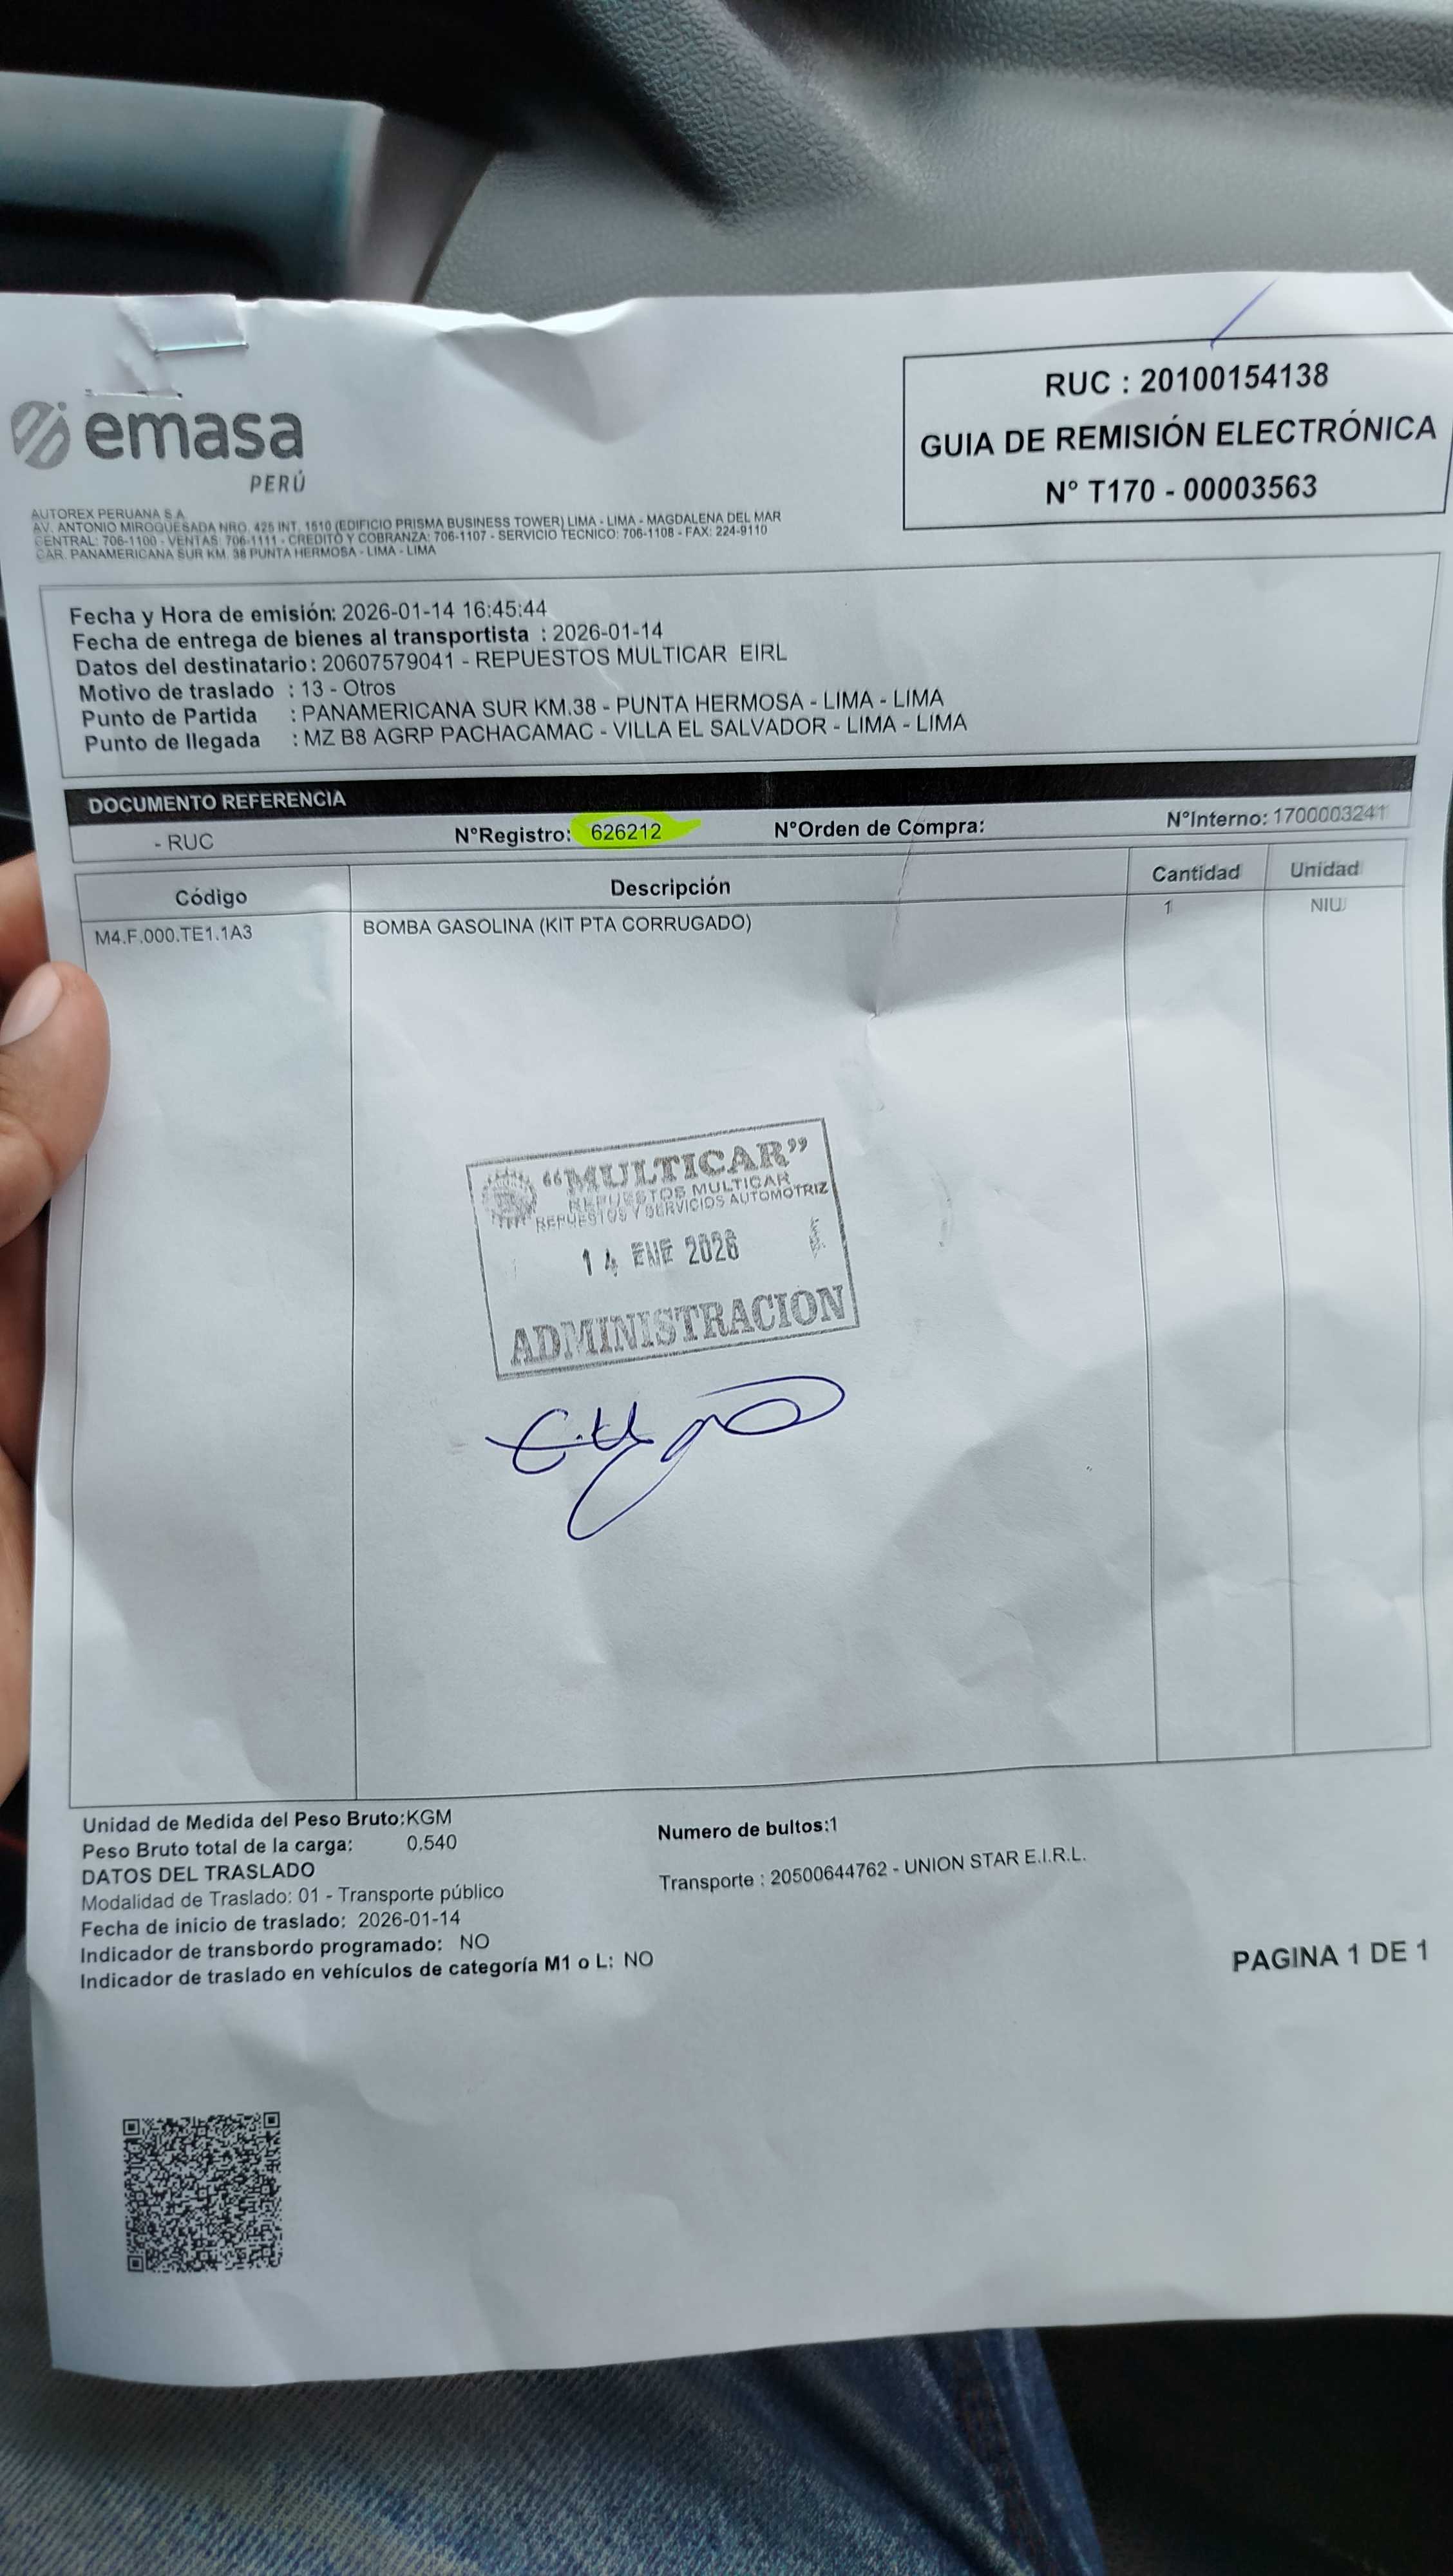 emasa
PERÚ
RUC : 20100154138
GUIA DE REMISIÓN ELECTRÓNICA
N° T170 - 00003563
AUTOREX PERUANA S.A.
AV. ANTONIO MIROQUESADA NRO. 425 INT. 1510 (EDIFICIO PRISMA BUSINESS TOWER) LIMA - LIMA - MAGDALENA DEL MAR
CENTRAL: 706-1100 - VENTAS: 706-1111 - CREDITO Y COBRANZA: 706-1107 - SERVICIO TECNICO: 706-1108 - FAX: 224-9110
CAR. PANAMERICANA SUR KM. 38 PUNTA HERMOSA - LIMA - LIMA
Fecha y Hora de emisión: 2026-01-14 16:45:44
Fecha de entrega de bienes al transportista : 2026-01-14
Datos del destinatario: 20607579041 - REPUESTOS MULTICAR EIRL
Motivo de traslado : 13 - Otros
Punto de Partida : PANAMERICANA SUR KM.38 - PUNTA HERMOSA - LIMA - LIMA
Punto de llegada : MZ B8 AGRP PACHACAMAC - VILLA EL SALVADOR - LIMA - LIMA
DOCUMENTO REFERENCIA
- RUC N°Registro: 626212 N°Orden de Compra: N°Interno: 1700003241
Código Descripción Cantidad Unidad
M4.F.000.TE1.1A3 BOMBA GASOLINA (KIT PTA CORRUGADO) 1 NIU
"MULTICAR"
REPUESTOS MULTICAR
REPUESTOS Y SERVICIOS AUTOMOTRIZ
14 ENE 2026
ADMINISTRACION
Unidad de Medida del Peso Bruto:KGM
Peso Bruto total de la carga: 0.540 Numero de bultos:1
DATOS DEL TRASLADO
Modalidad de Traslado: 01 - Transporte público Transporte : 20500644762 - UNION STAR E.I.R.L.
Fecha de inicio de traslado: 2026-01-14
Indicador de transbordo programado: NO
Indicador de traslado en vehículos de categoría M1 o L: NO
PAGINA 1 DE 1